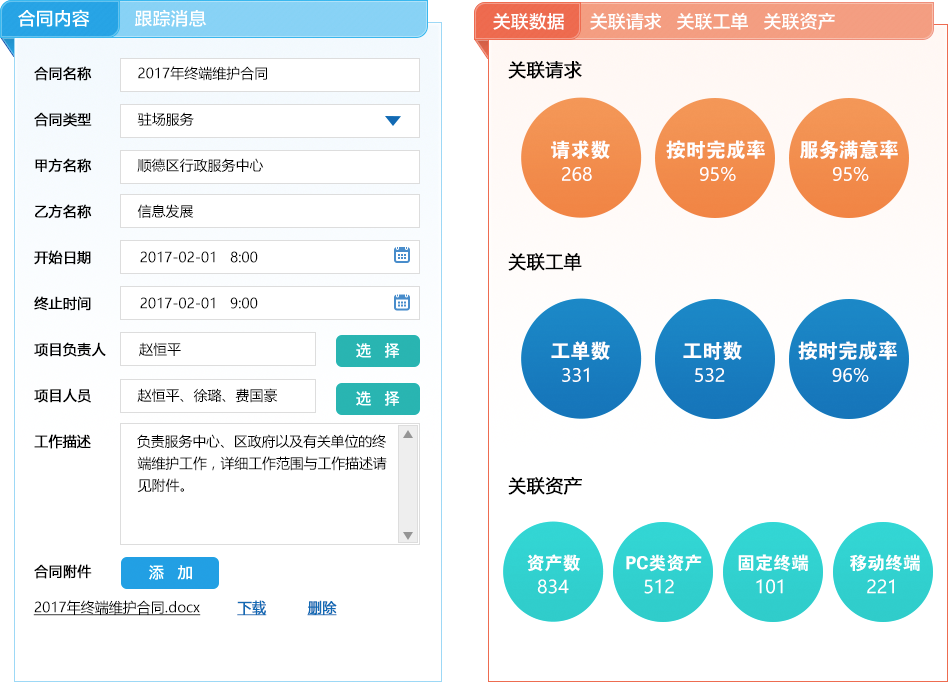 合同内容 跟踪消息
合同名称 2017年终端维护合同
合同类型 驻场服务
甲方名称 顺德区行政服务中心
乙方名称 信息发展
开始日期 2017-02-01 8:00
终止时间 2017-02-01 9:00
项目负责人 赵恒平 选 择
项目人员 赵恒平、徐璐、费国豪 选 择
工作描述 负责服务中心、区政府以及有关单位的终
端维护工作，详细工作范围与工作描述请
见附件。
合同附件 添 加
2017年终端维护合同.docx 下载 删除
关联数据 关联请求 关联工单 关联资产
关联请求
请求数 按时完成率 服务满意率
268 95% 95%
关联工单
工单数 工时数 按时完成率
331 532 96%
关联资产
资产数 PC类资产 固定终端 移动终端
834 512 101 221